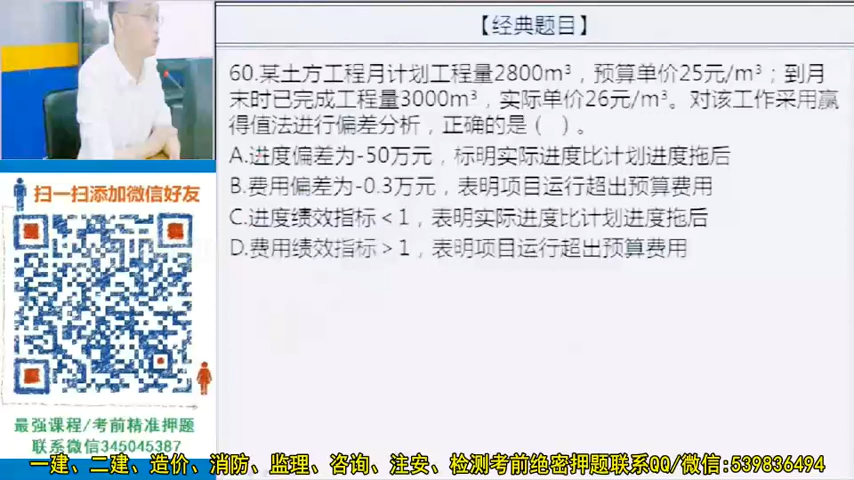 【经典题目】
60.某土方工程月计划工程量2800m³，预算单价25元/m³；到月
末时已完成工程量3000m³，实际单价26元/m³。对该工作采用赢
得值法进行偏差分析，正确的是（ ）。
A.进度偏差为-50万元，标明实际进度比计划进度拖后
B.费用偏差为-0.3万元，表明项目运行超出预算费用
C.进度绩效指标＜1，表明实际进度比计划进度拖后
D.费用绩效指标＞1，表明项目运行超出预算费用
扫一扫添加微信好友
最强课程/考前精准押题
联系微信345045387
一建、二建、造价、消防、监理、咨询、注安、检测考前绝密押题联系QQ/微信:539836494